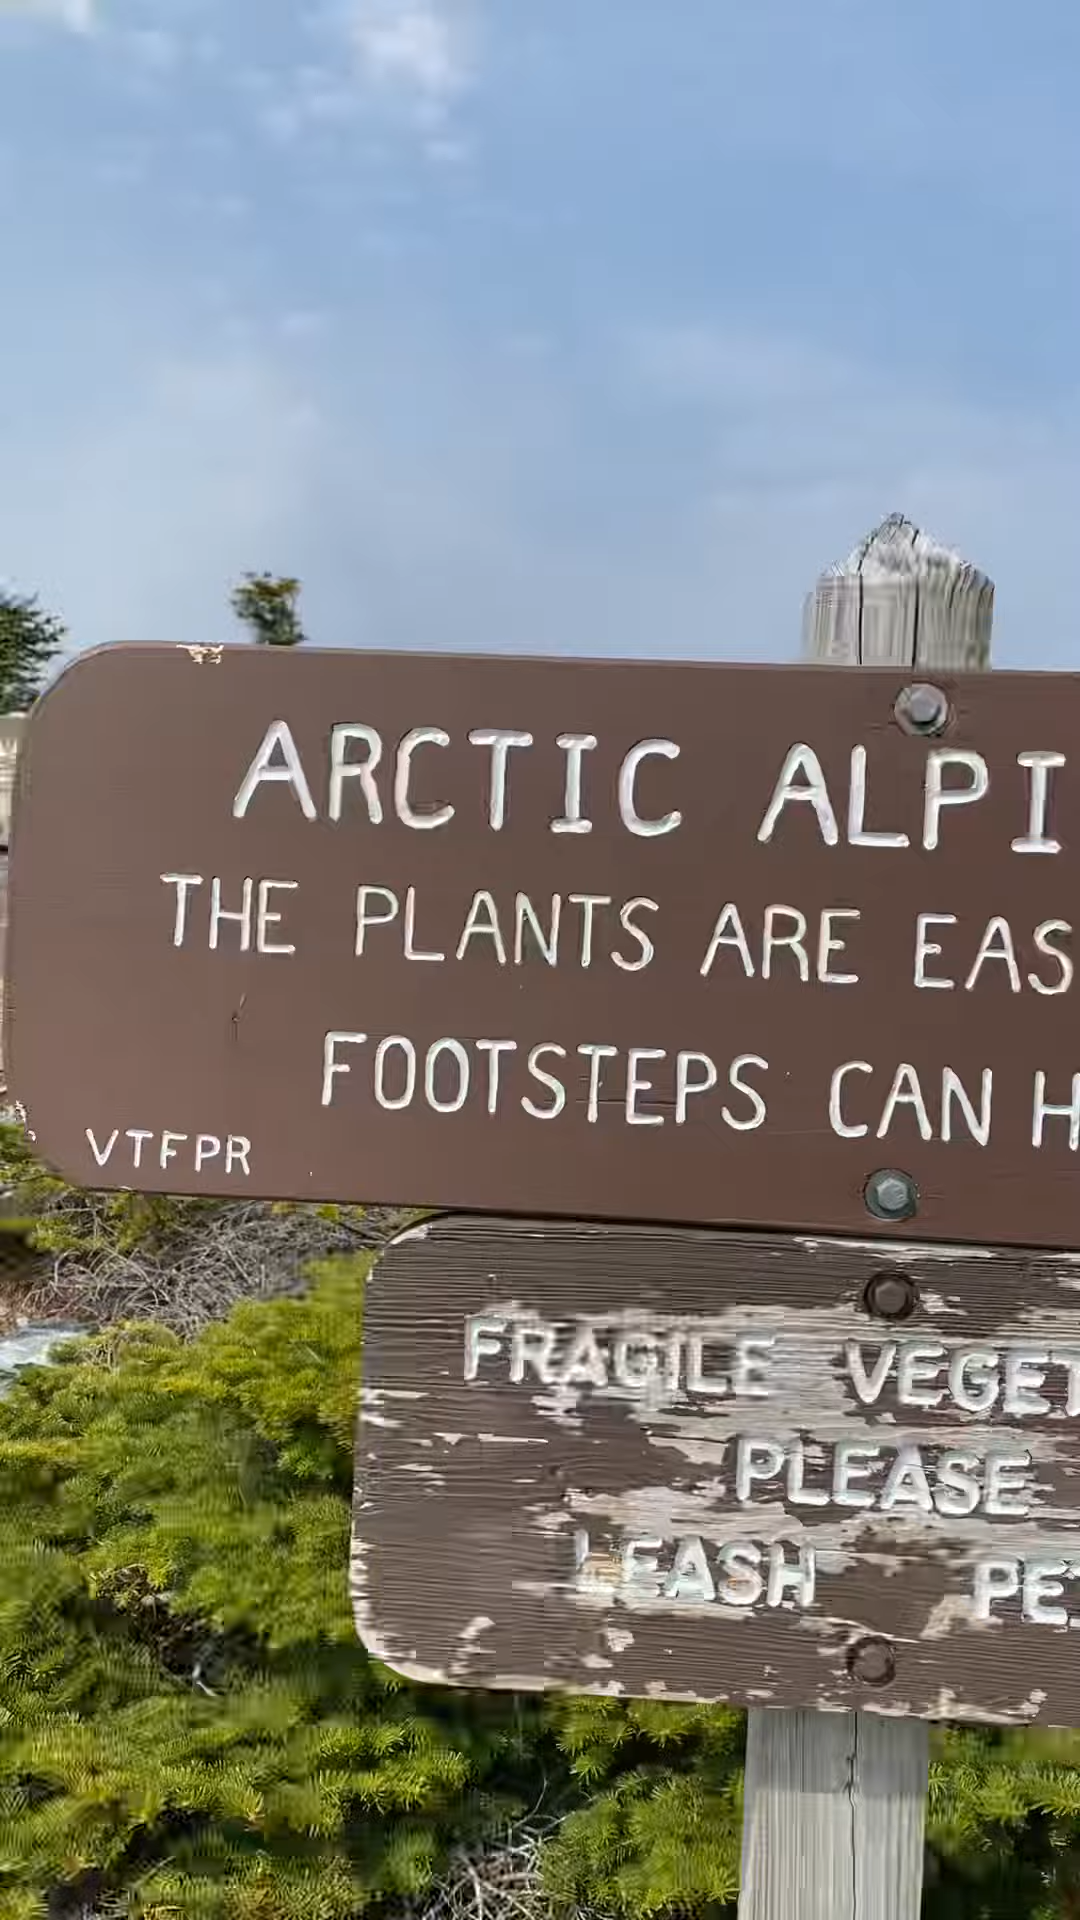 ARCTIC ALPI
THE PLANTS ARE EAS
FOOTSTEPS CAN H
VTFPR
FRAGILE VEGET
PLEASE
LEASH PE